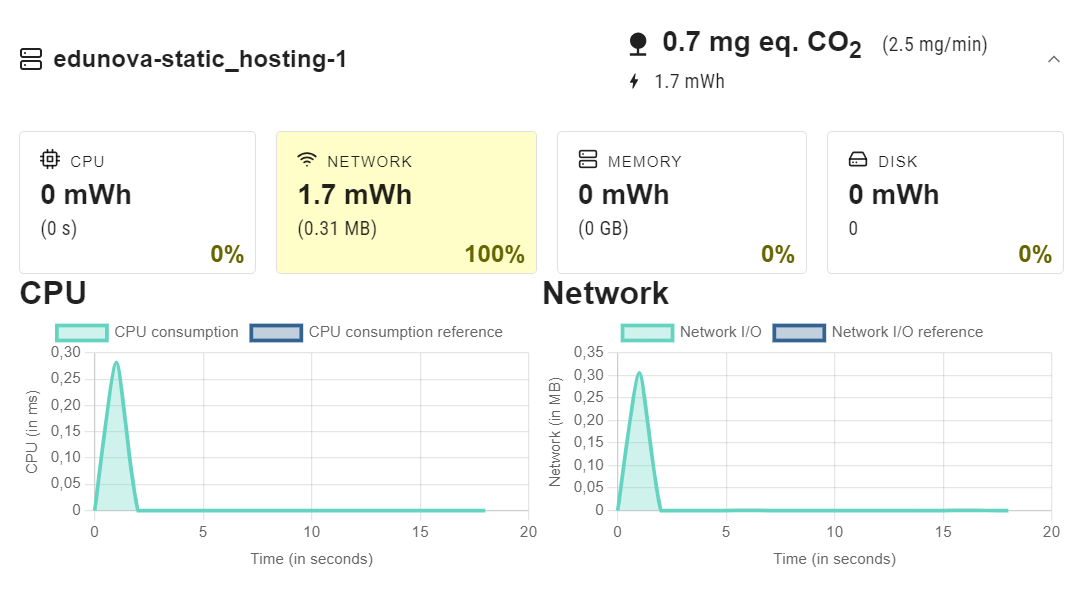 edunova-static_hosting-1
0.7 mg eq. CO2 (2.5 mg/min)
1.7 mWh
CPU
0 mWh
(0 s)
0%
NETWORK
1.7 mWh
(0.31 MB)
100%
MEMORY
0 mWh
(0 GB)
0%
DISK
0 mWh
0
0%
CPU
CPU consumption CPU consumption reference
0,30
0,25
0,20
0,15
0,10
0,05
0
CPU (in ms)
0 5 10 15 20
Time (in seconds)
Network
Network I/O Network I/O reference
0,35
0,30
0,25
0,20
0,15
0,10
0,05
0
Network (in MB)
0 5 10 15 20
Time (in seconds)